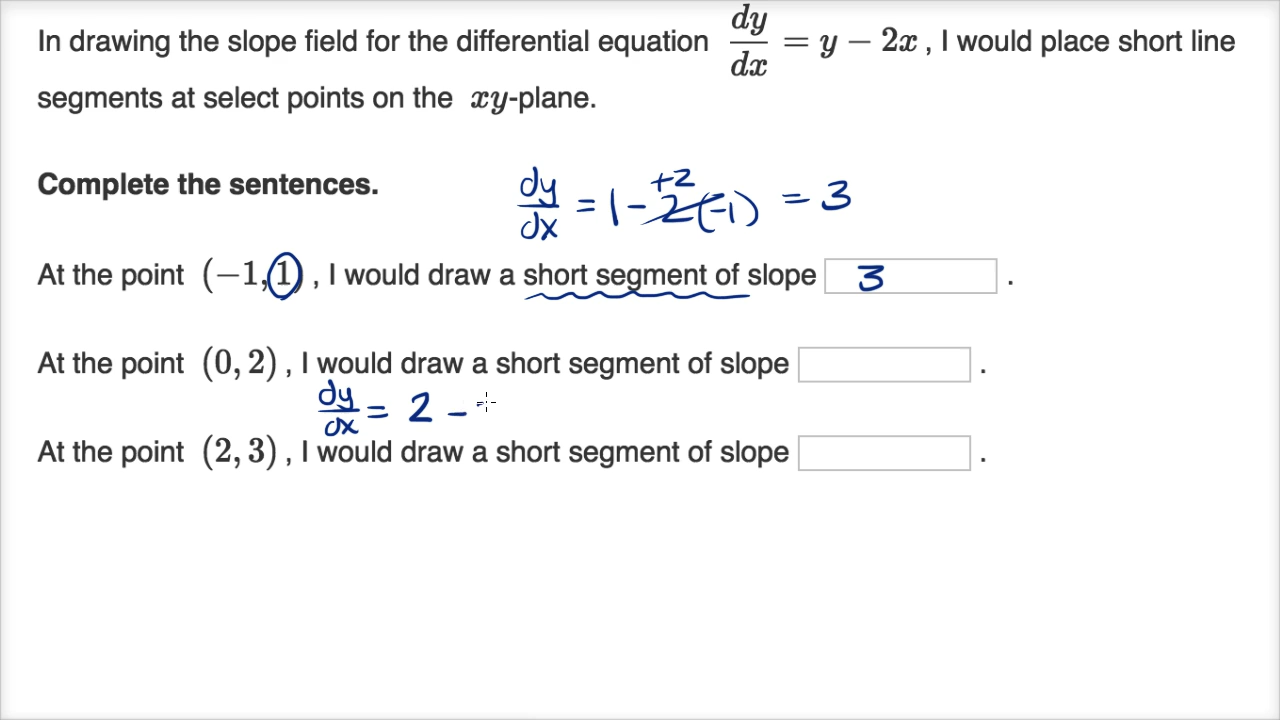 In drawing the slope field for the differential equation dy/dx = y − 2x , I would place short line
segments at select points on the xy-plane.
Complete the sentences.
dy/dx = 1 - 2(-1) = 3
+2
At the point (−1, 1) , I would draw a short segment of slope 3 .
At the point (0, 2) , I would draw a short segment of slope .
dy/dx = 2 -
At the point (2, 3) , I would draw a short segment of slope .